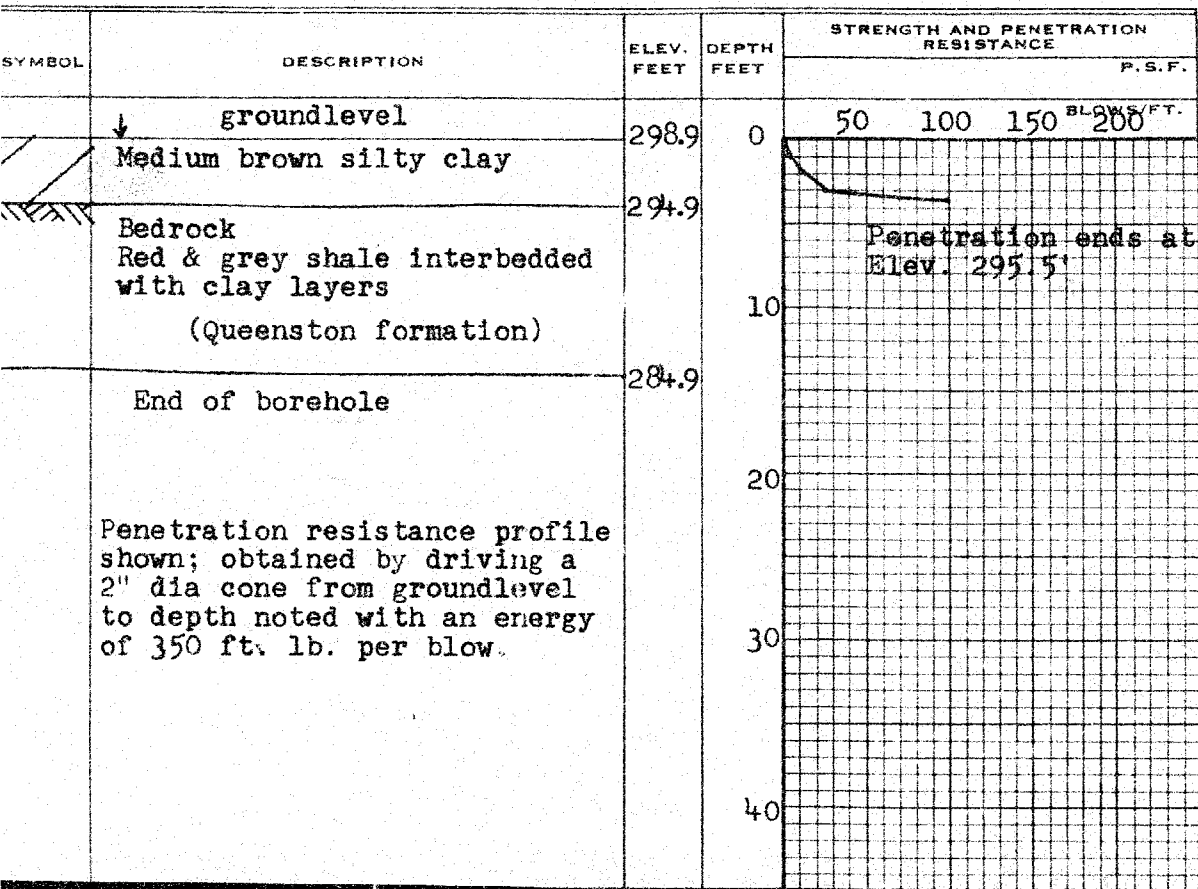 SYMBOL DESCRIPTION ELEV. FEET DEPTH FEET STRENGTH AND PENETRATION RESISTANCE
P.S.F.
BLOWS/FT.
50 100 150 200
groundlevel
298.9 0
Medium brown silty clay
294.9
Bedrock
Red & grey shale interbedded
with clay layers
(Queenston formation)
Penetration ends at
Elev. 295.5'
10
284.9
End of borehole
20
Penetration resistance profile
shown; obtained by driving a
2" dia cone from groundlevel
to depth noted with an energy
of 350 ft. lb. per blow.
30
40